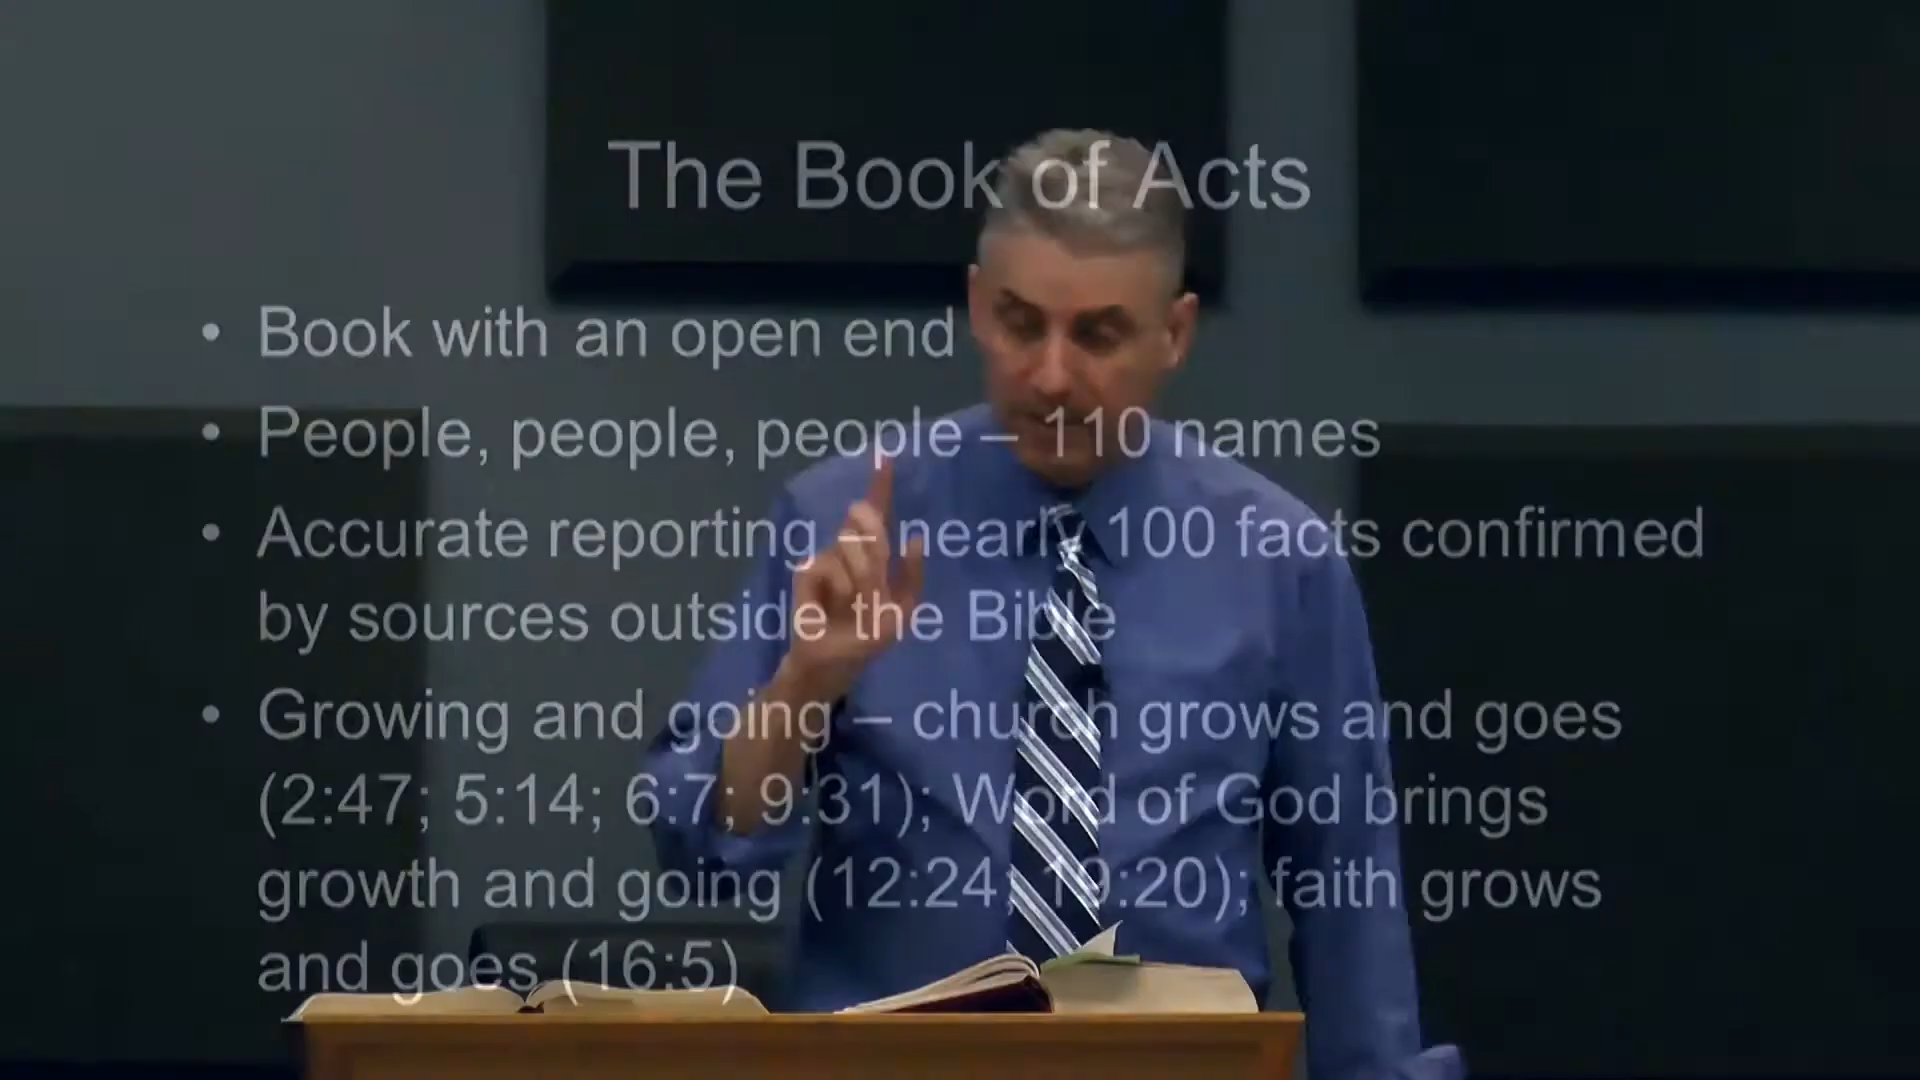 The Book of Acts
• Book with an open end
• People, people, people – 110 names
• Accurate reporting – nearly 100 facts confirmed
by sources outside the Bible
• Growing and going – church grows and goes
(2:47; 5:14; 6:7; 9:31); Word of God brings
growth and going (12:24; 19:20); faith grows
and goes (16:5)